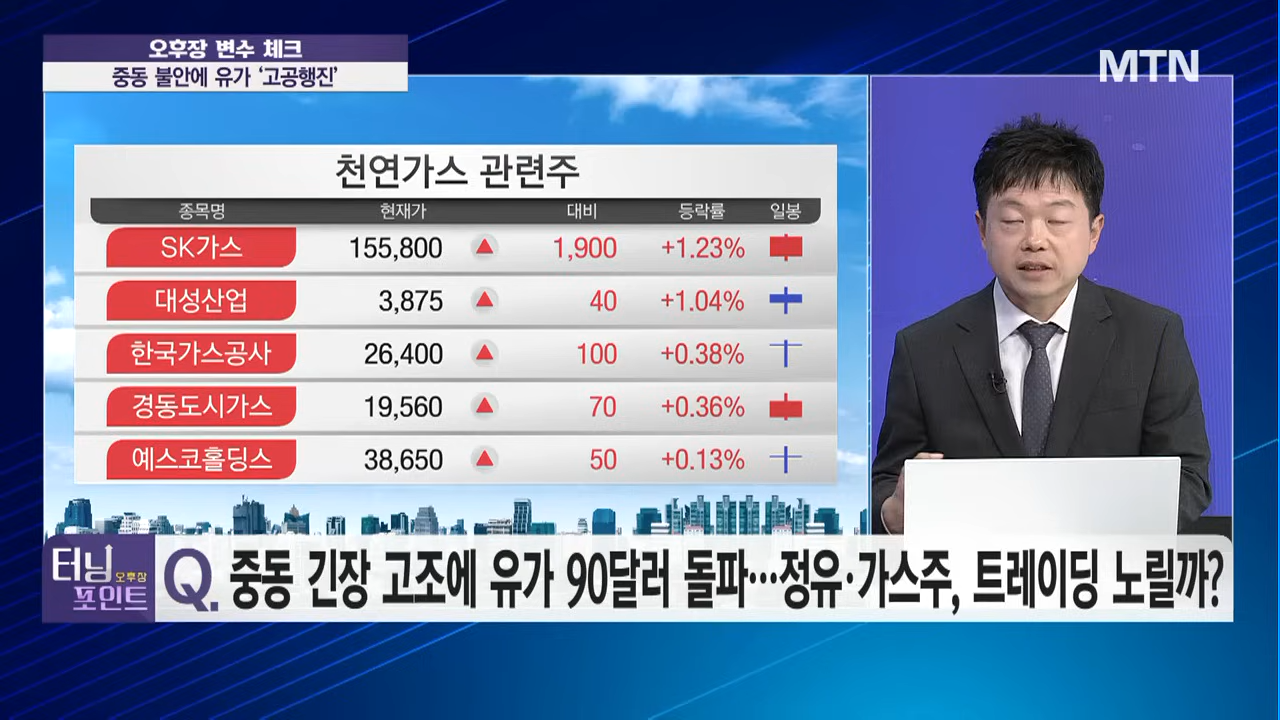 오후장 변수 체크
중동 불안에 유가 ‘고공행진’
MTN
천연가스 관련주
종목명 현재가 대비 등락률 일봉
SK가스 155,800 ▲ 1,900 +1.23%
대성산업 3,875 ▲ 40 +1.04%
한국가스공사 26,400 ▲ 100 +0.38%
경동도시가스 19,560 ▲ 70 +0.36%
예스코홀딩스 38,650 ▲ 50 +0.13%
터닝 오후장
포인트
Q. 중동 긴장 고조에 유가 90달러 돌파…정유·가스주, 트레이딩 노릴까?